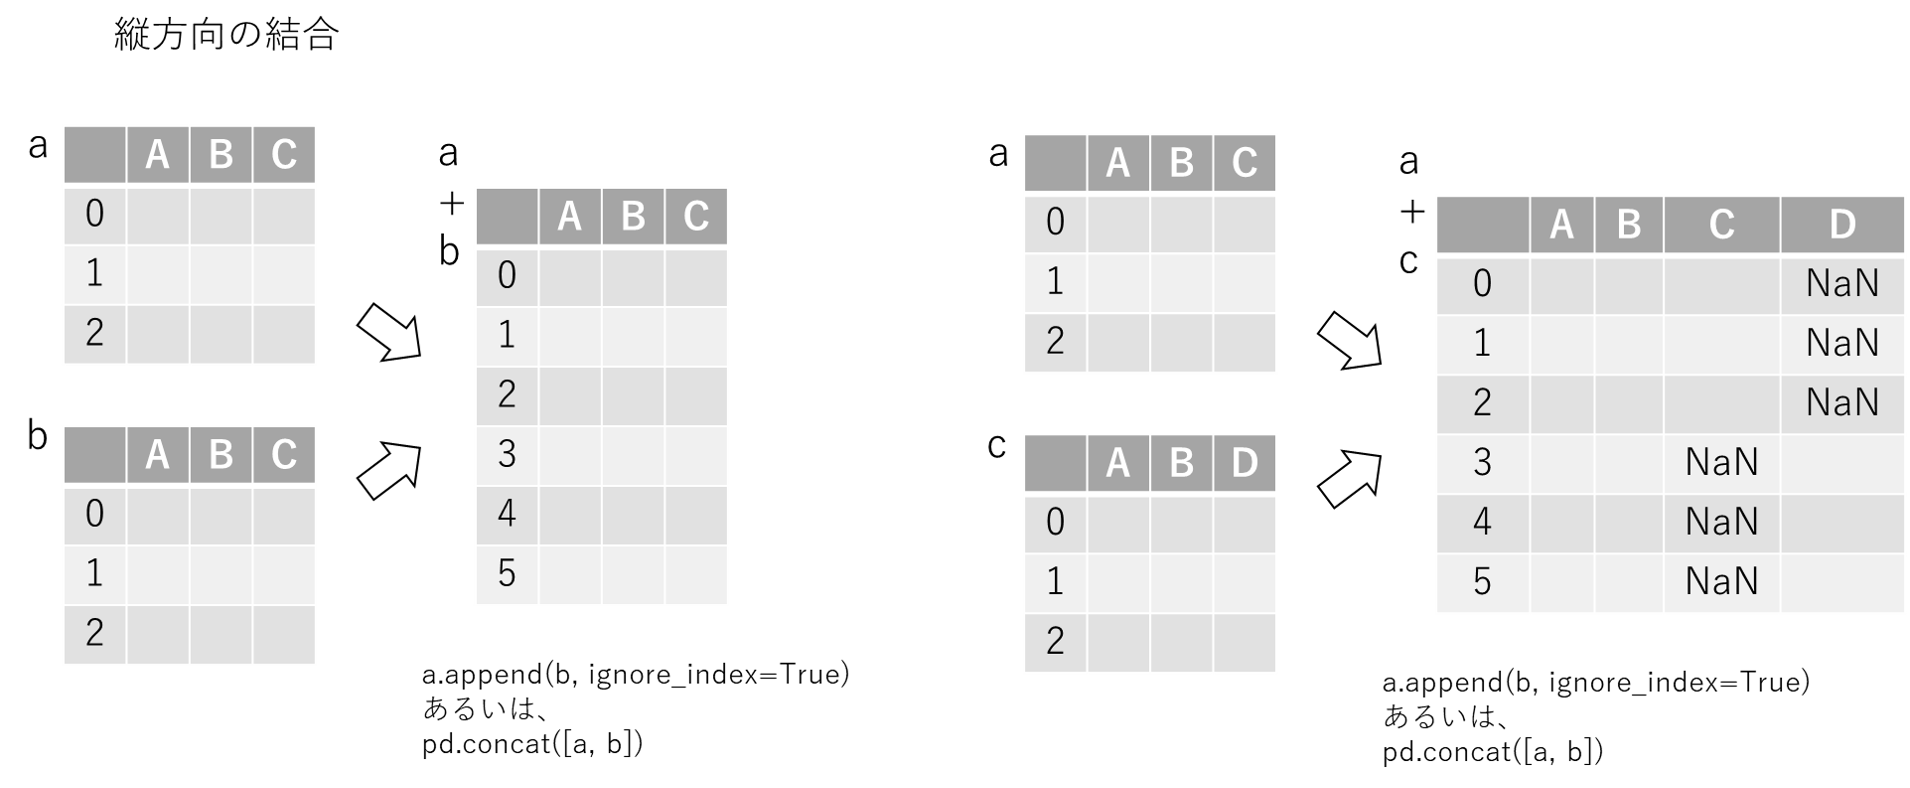 縦方向の結合
a
A B C
0
1
2
b
A B C
0
1
2
a
+
b
A B C
0
1
2
3
4
5
a.append(b, ignore_index=True)
あるいは、
pd.concat([a, b])
a
A B C
0
1
2
c
A B D
0
1
2
a
+
c
A B C D
0 NaN
1 NaN
2 NaN
3 NaN
4 NaN
5 NaN
a.append(b, ignore_index=True)
あるいは、
pd.concat([a, b])